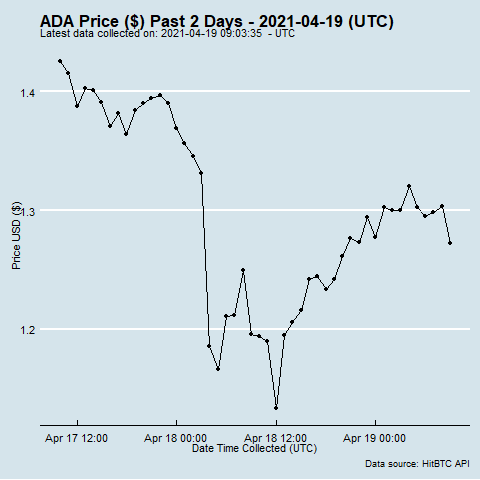 ADA Price ($) Past 2 Days - 2021-04-19 (UTC)
Latest data collected on: 2021-04-19 09:03:35  - UTC
1.4
1.3
1.2
Price USD ($)
Apr 17 12:00
Apr 18 00:00
Apr 18 12:00
Apr 19 00:00
Date Time Collected (UTC)
Data source: HitBTC API